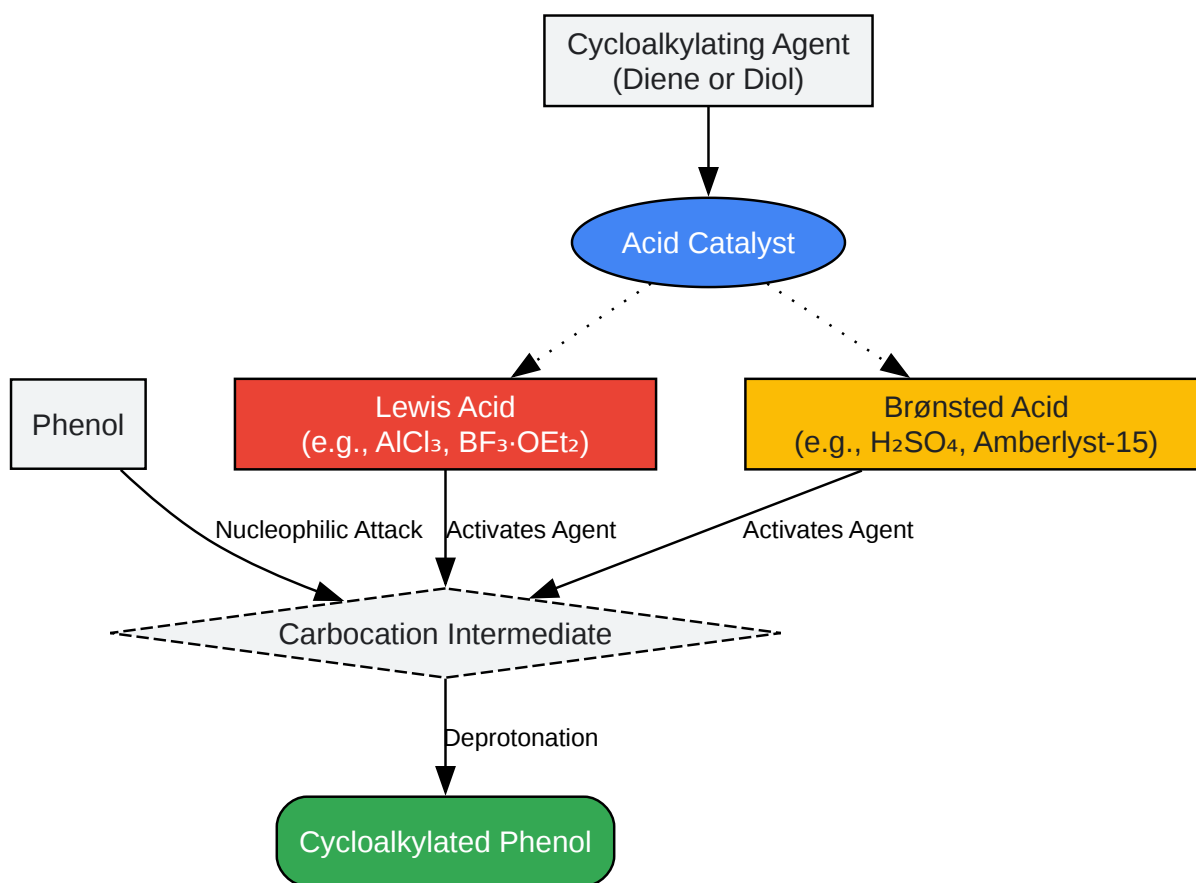 Cycloalkylating Agent
(Diene or Diol)
Acid Catalyst
Phenol
Lewis Acid
(e.g., AlCl₃, BF₃·OEt₂)
Brønsted Acid
(e.g., H₂SO₄, Amberlyst-15)
Nucleophilic Attack
Activates Agent
Activates Agent
Carbocation Intermediate
Deprotonation
Cycloalkylated Phenol